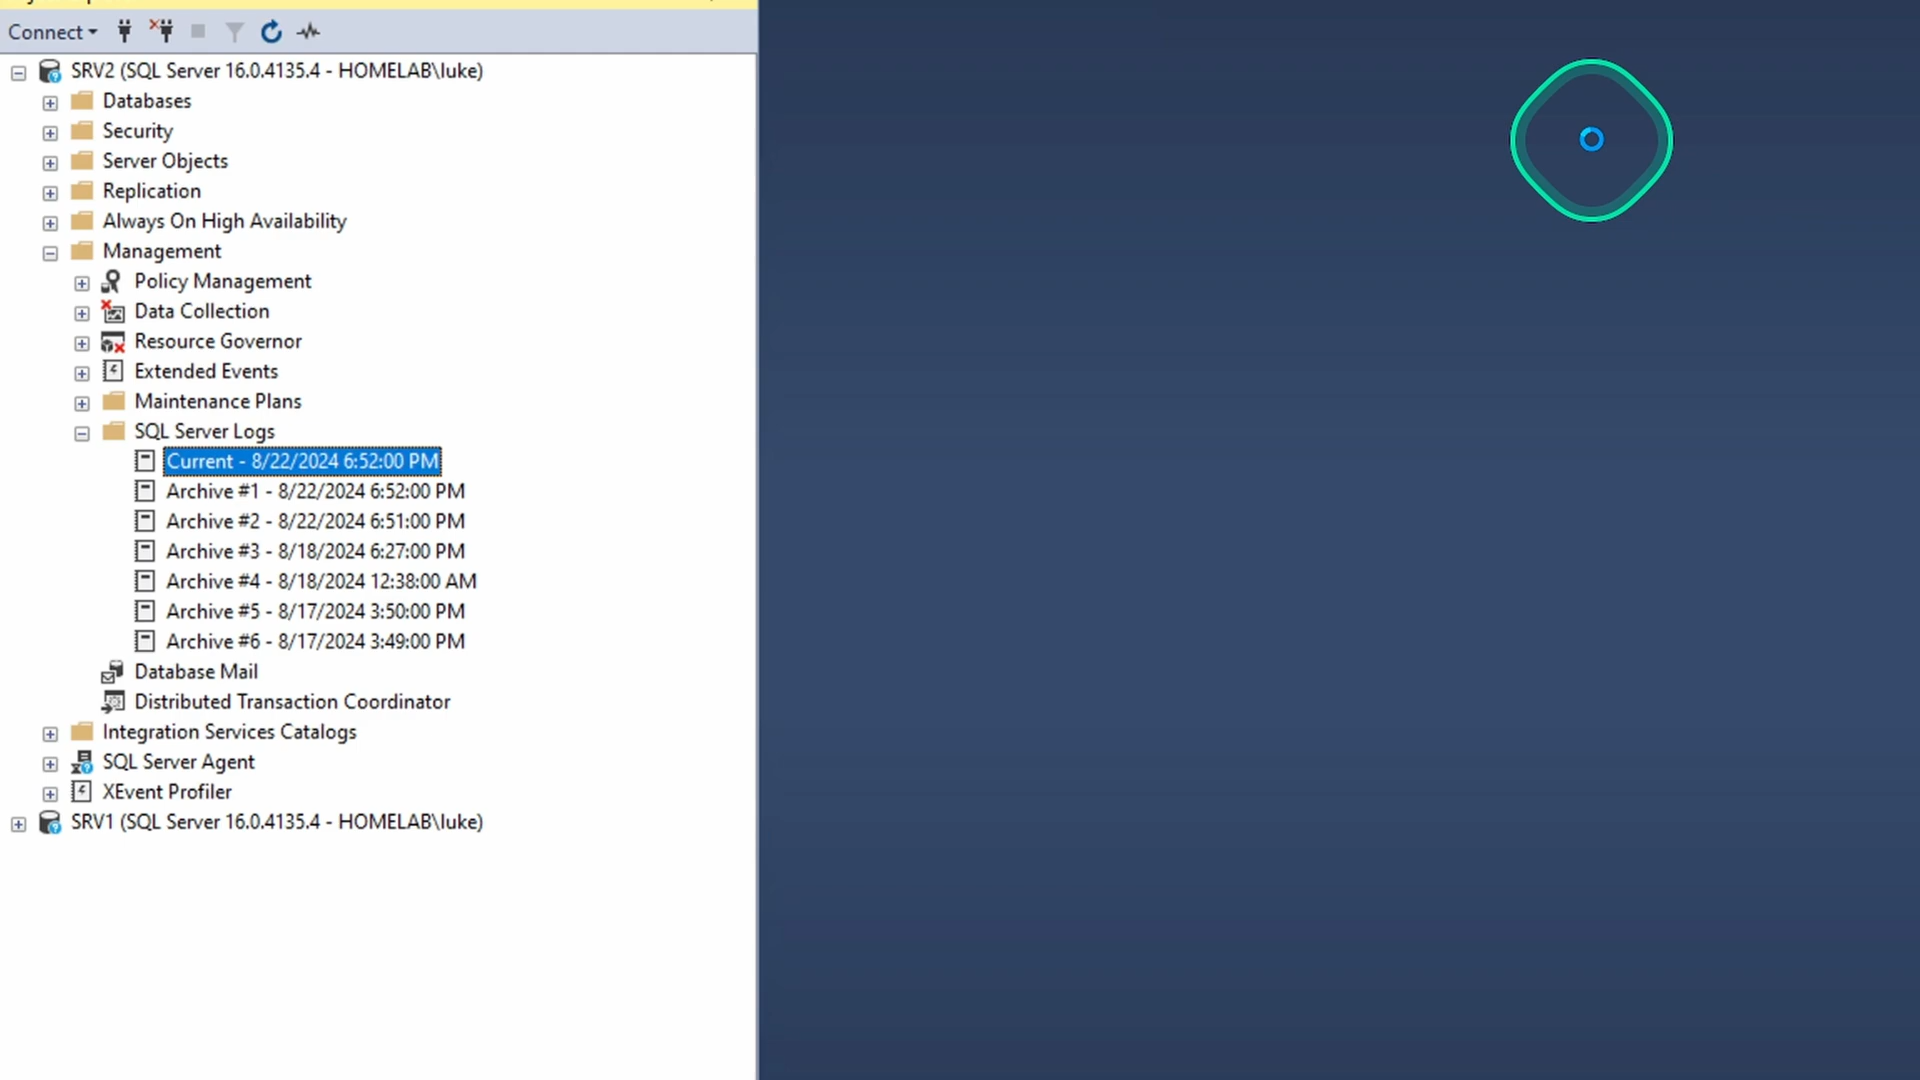 Connect
SRV2 (SQL Server 16.0.4135.4 - HOMELAB\luke)
Databases
Security
Server Objects
Replication
Always On High Availability
Management
Policy Management
Data Collection
Resource Governor
Extended Events
Maintenance Plans
SQL Server Logs
Current - 8/22/2024 6:52:00 PM
Archive #1 - 8/22/2024 6:52:00 PM
Archive #2 - 8/22/2024 6:51:00 PM
Archive #3 - 8/18/2024 6:27:00 PM
Archive #4 - 8/18/2024 12:38:00 AM
Archive #5 - 8/17/2024 3:50:00 PM
Archive #6 - 8/17/2024 3:49:00 PM
Database Mail
Distributed Transaction Coordinator
Integration Services Catalogs
SQL Server Agent
XEvent Profiler
SRV1 (SQL Server 16.0.4135.4 - HOMELAB\luke)